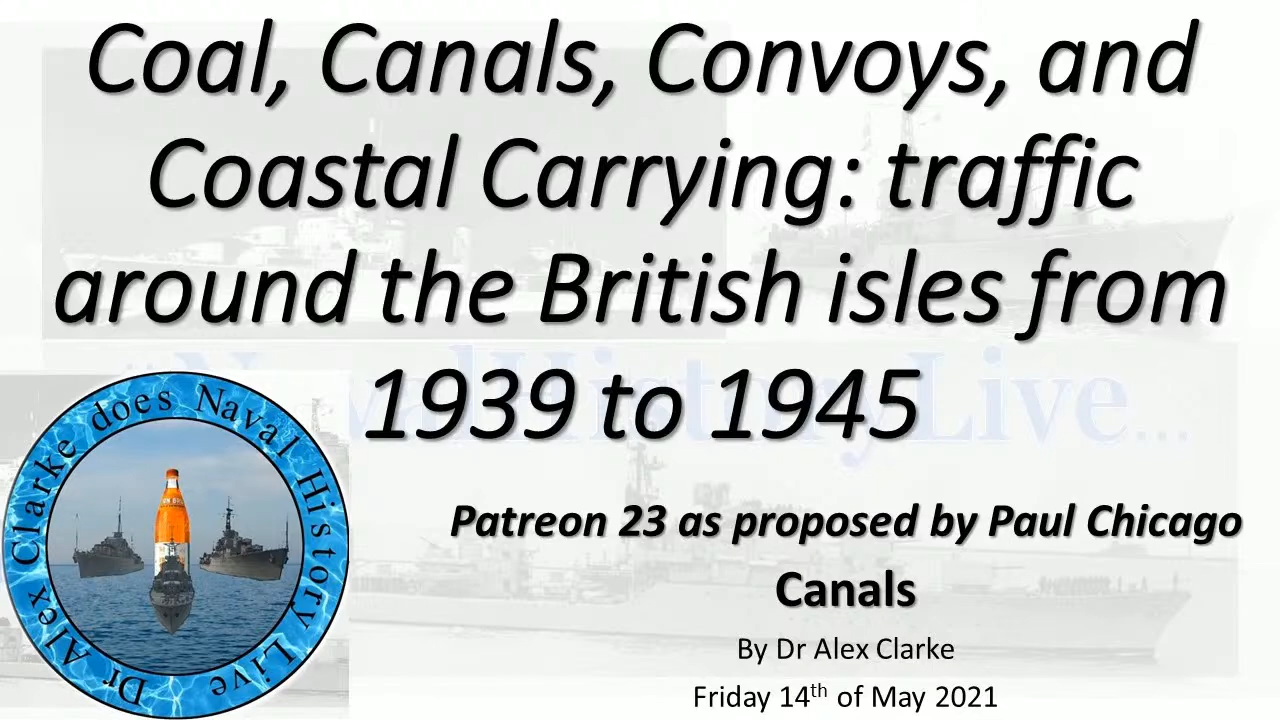 Coal, Canals, Convoys, and
Coastal Carrying: traffic
around the British isles from
1939 to 1945
Patreon 23 as proposed by Paul Chicago
Canals
By Dr Alex Clarke
Friday 14th of May 2021
Dr Alex Clarke does Naval History Live
NavalHistory Live...